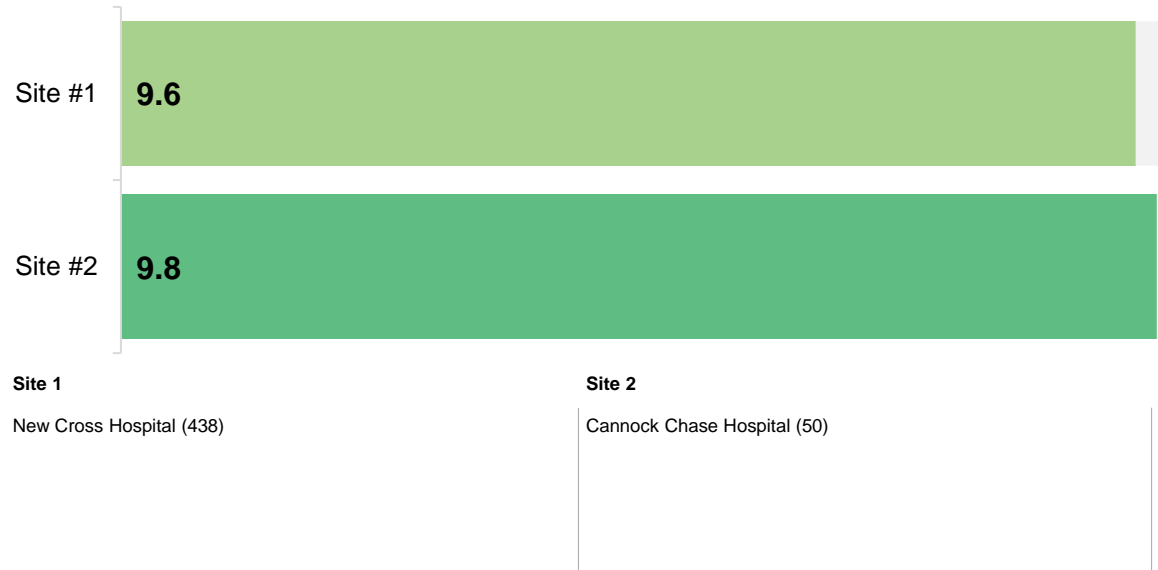 Site #1
9.6
Site #2
9.8
Site 1
New Cross Hospital (438)
Site 2
Cannock Chase Hospital (50)